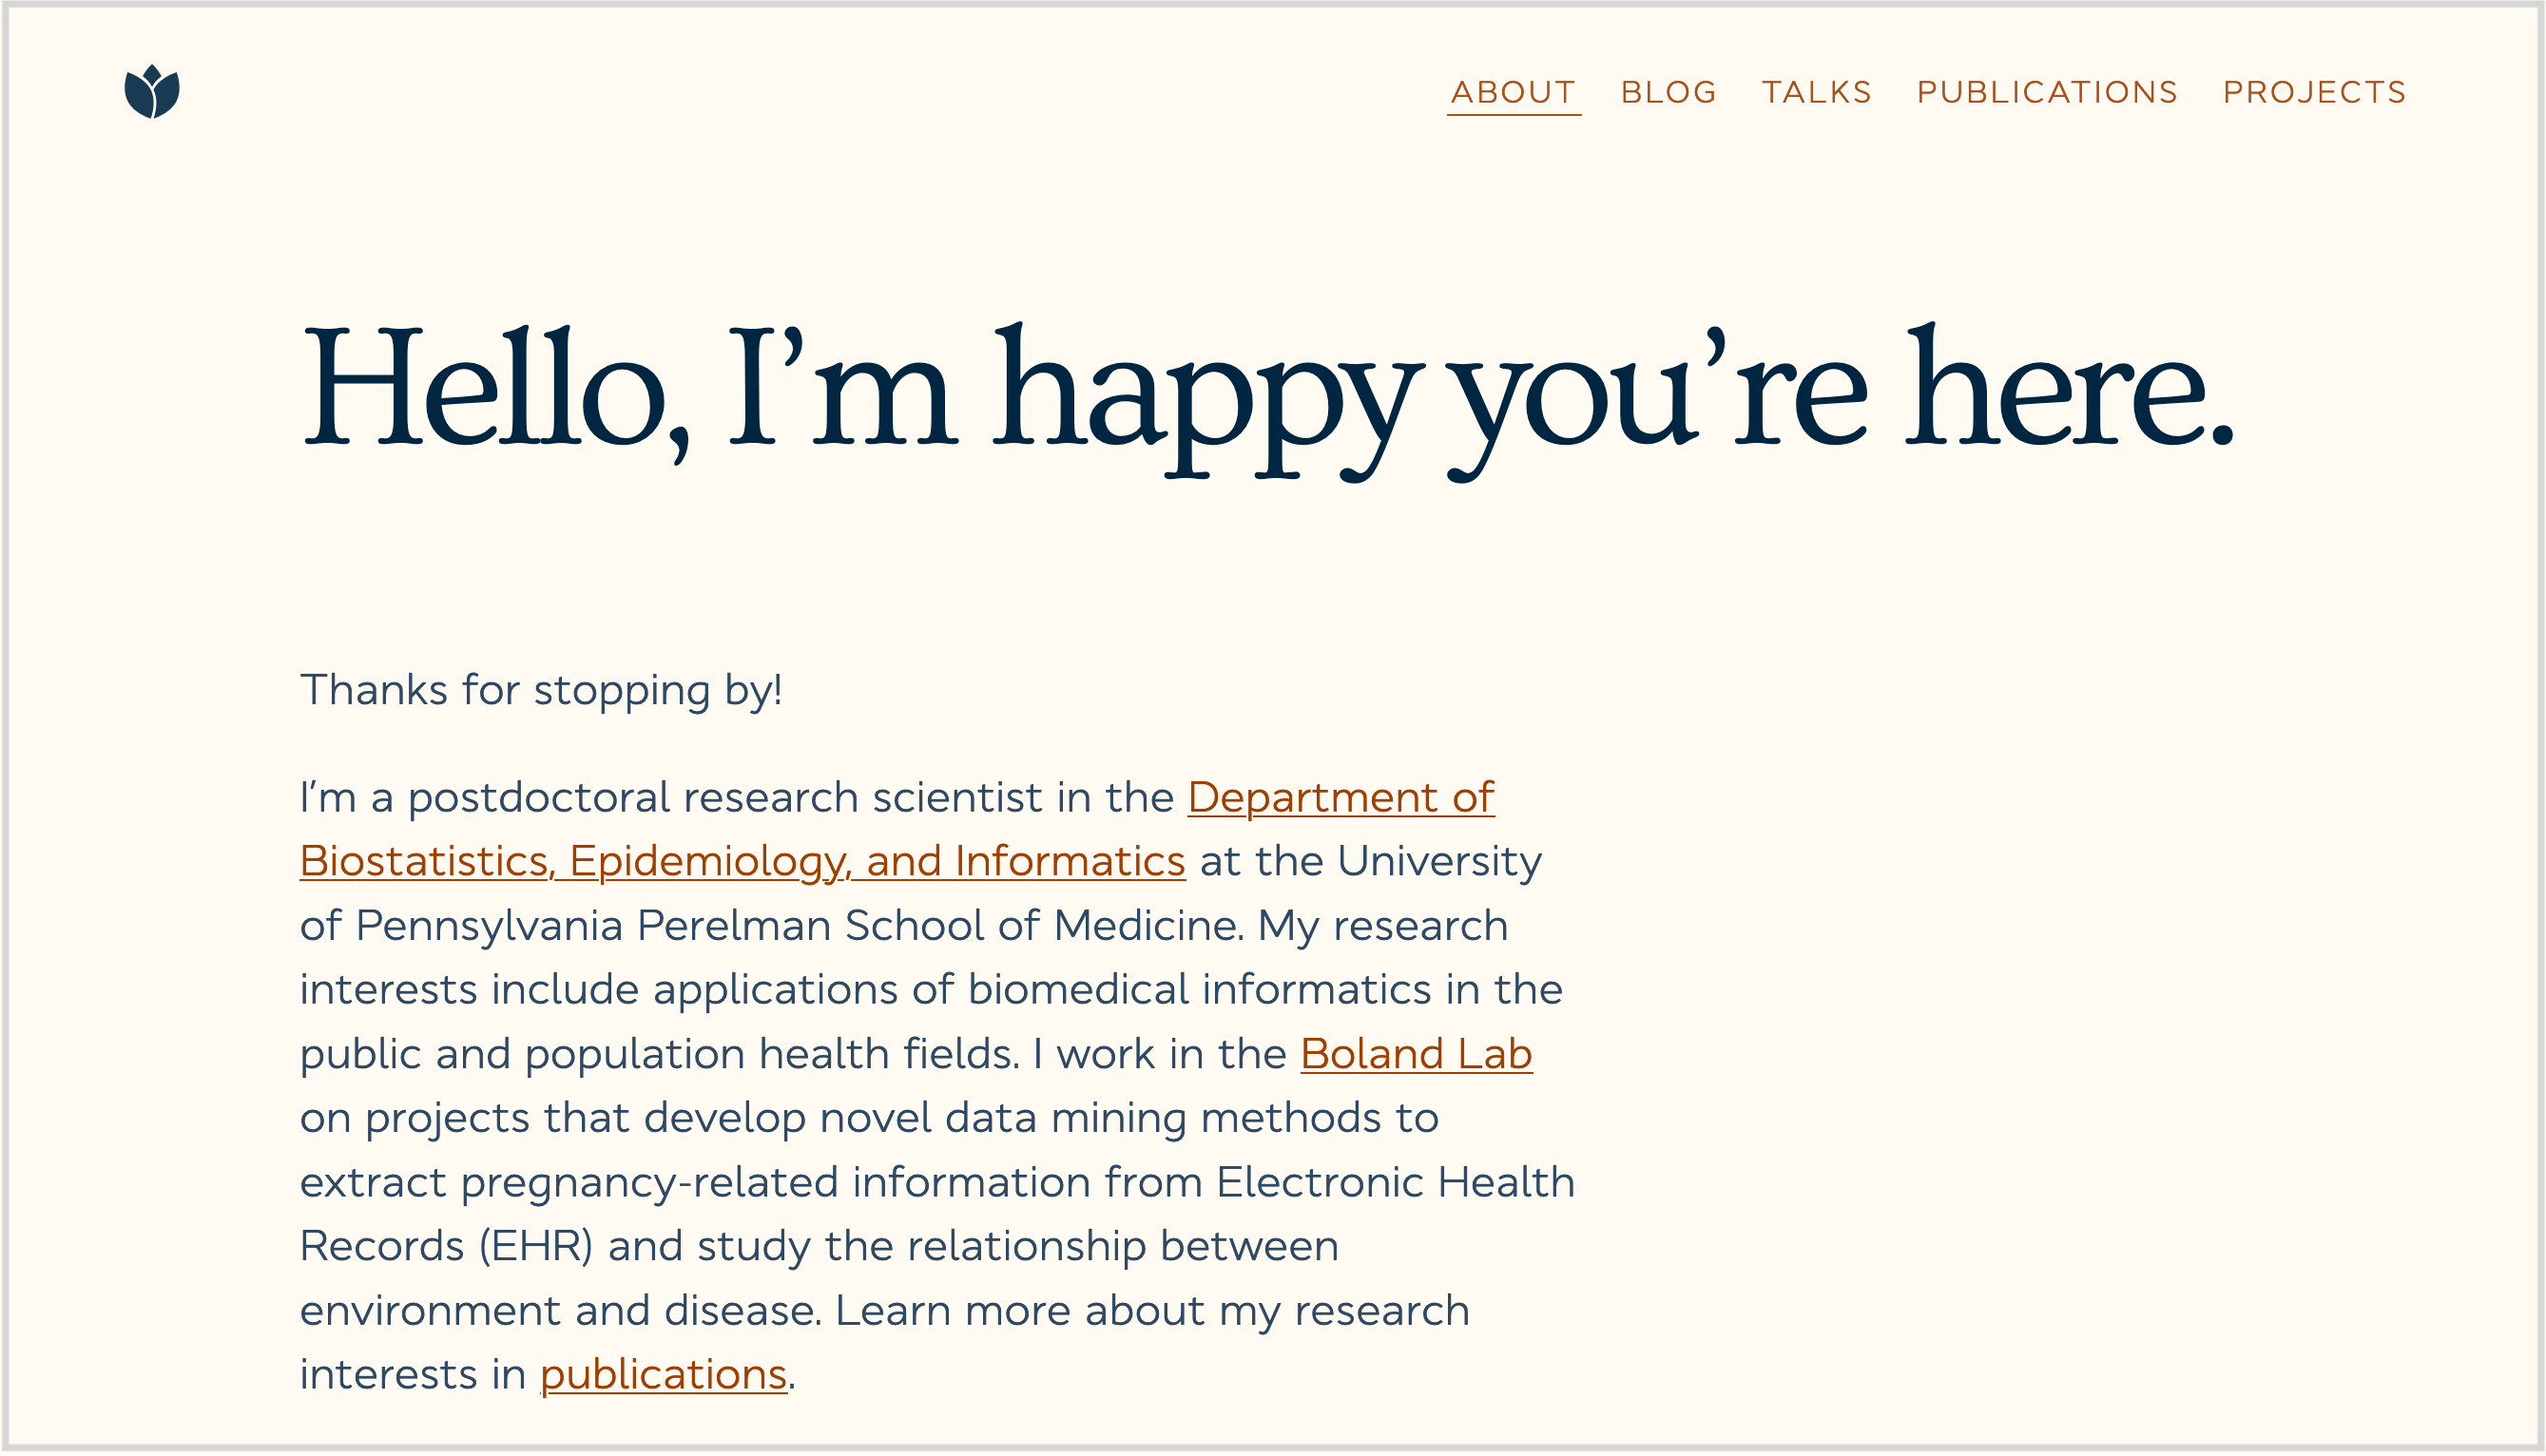 ABOUT BLOG TALKS PUBLICATIONS PROJECTS
Hello, I’m happy you’re here.
Thanks for stopping by!
I’m a postdoctoral research scientist in the Department of
Biostatistics, Epidemiology, and Informatics at the University
of Pennsylvania Perelman School of Medicine. My research
interests include applications of biomedical informatics in the
public and population health fields. I work in the Boland Lab
on projects that develop novel data mining methods to
extract pregnancy-related information from Electronic Health
Records (EHR) and study the relationship between
environment and disease. Learn more about my research
interests in publications.